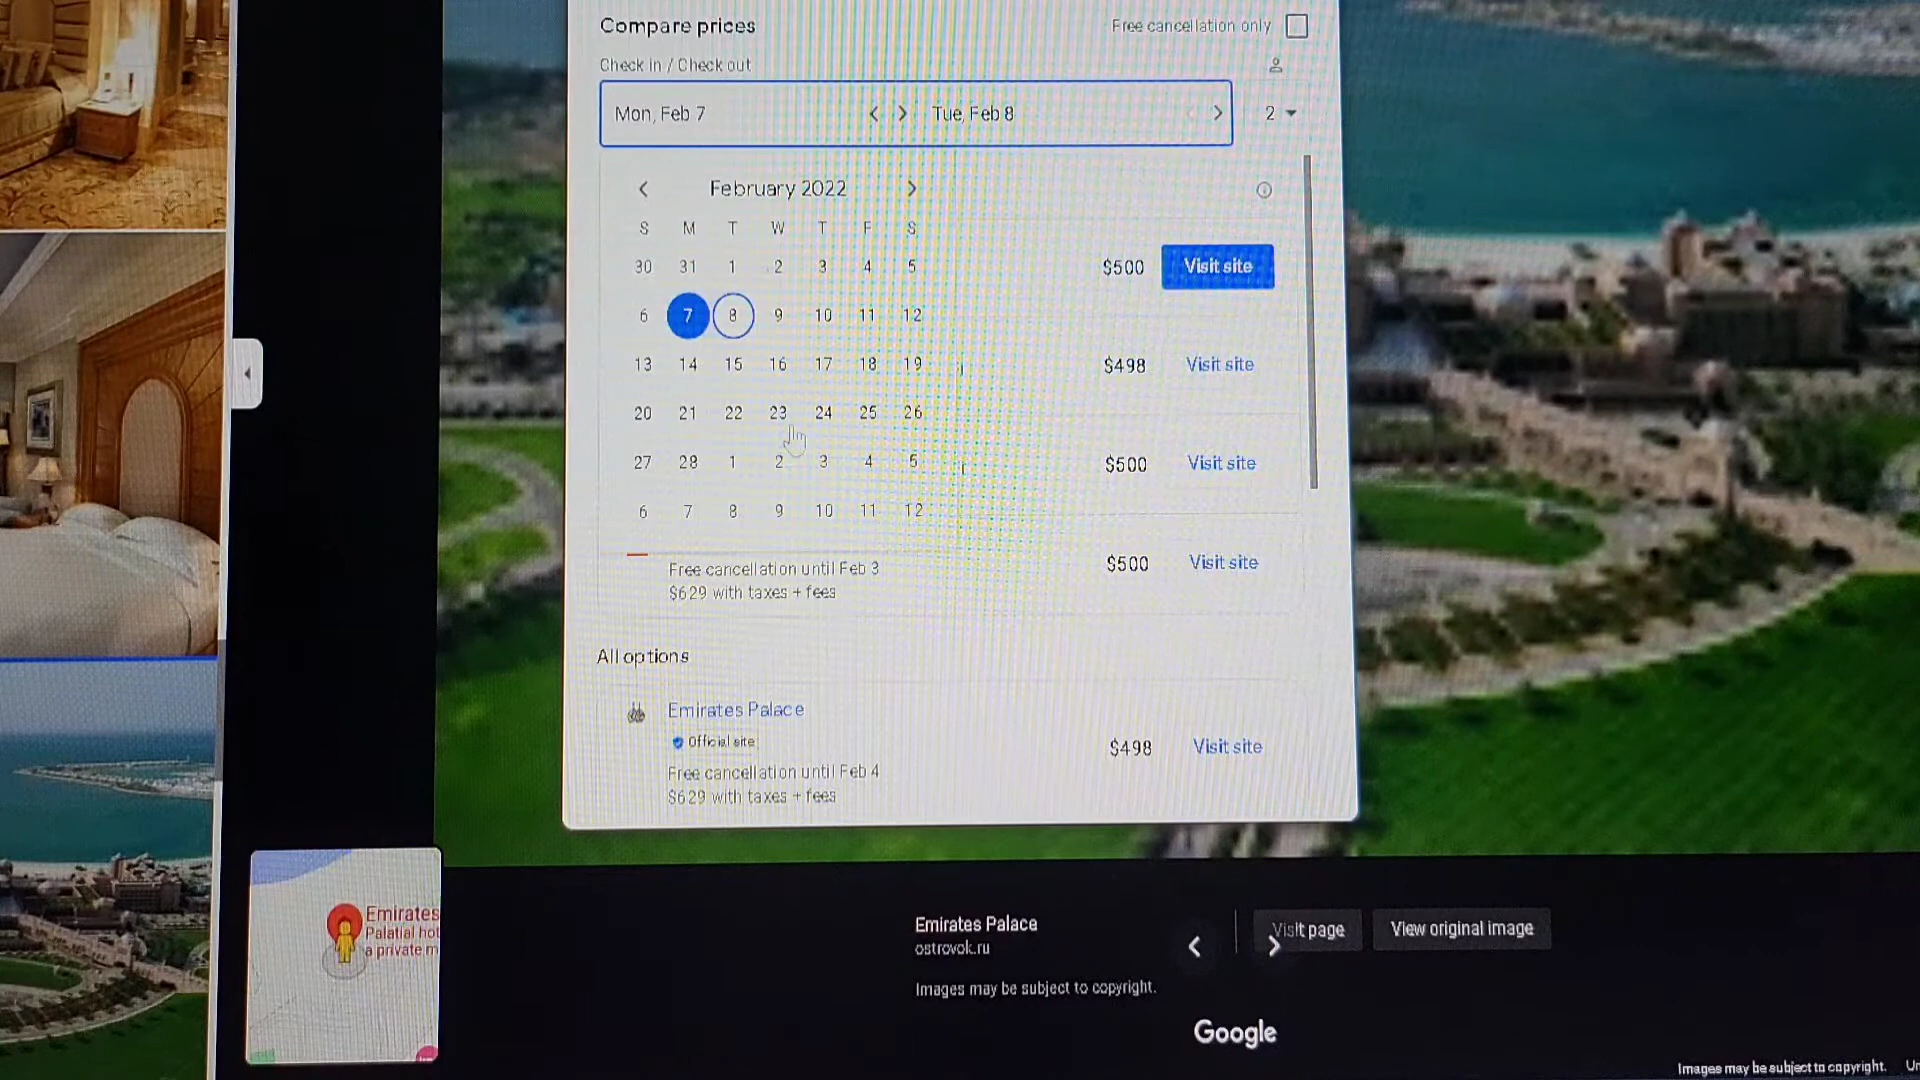 Compare prices
Free cancellation only
Check in / Check out
Mon, Feb 7
Tue, Feb 8
2
February 2022
S M T W T F S
30 31 1 2 3 4 5
$500 Visit site
6 7 8 9 10 11 12
13 14 15 16 17 18 19
$498 Visit site
20 21 22 23 24 25 26
27 28 1 2 3 4 5
$500 Visit site
6 7 8 9 10 11 12
Free cancellation until Feb 3
$629 with taxes + fees
$500 Visit site
All options
Emirates Palace
Official site
Free cancellation until Feb 4
$629 with taxes + fees
$498 Visit site
Emirates
Palatial hot
a private m
Emirates Palace
ostrovok.ru
Visit page
View original image
Images may be subject to copyright.
Google
Images may be subject to copyright.